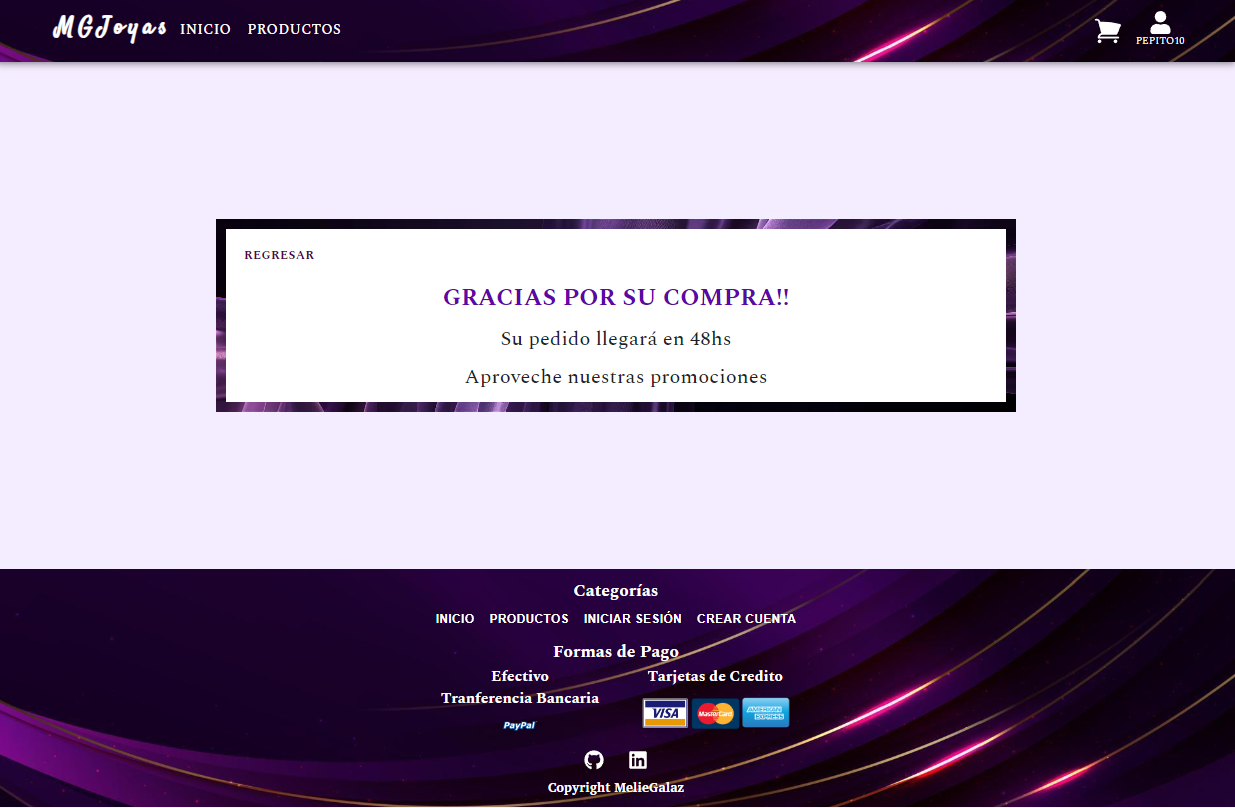 MGJoyas INICIO PRODUCTOS
PEPITO10
REGRESAR
GRACIAS POR SU COMPRA!!
Su pedido llegará en 48hs
Aproveche nuestras promociones
Categorías
INICIO PRODUCTOS INICIAR SESIÓN CREAR CUENTA
Formas de Pago
Efectivo
Tranferencia Bancaria
PayPal
Tarjetas de Credito
VISA MasterCard AMERICAN EXPRESS
in
Copyright MelieGalaz